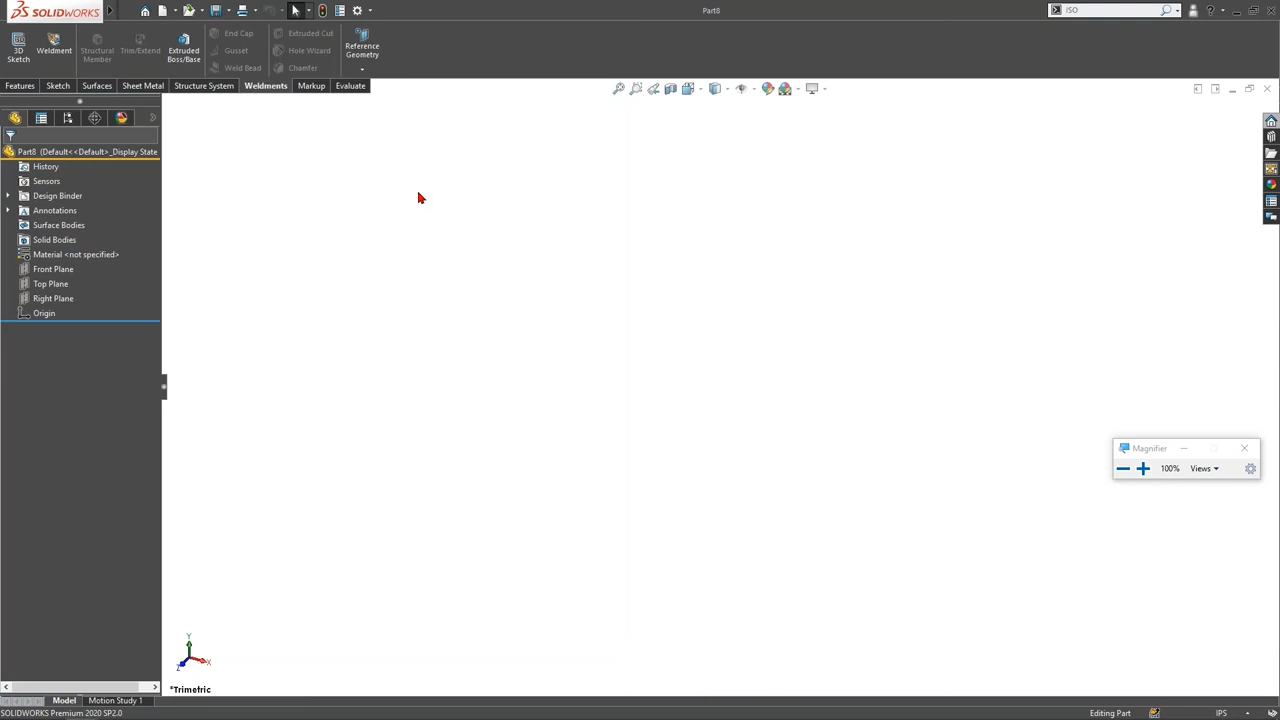 SOLIDWORKS
Part8
ISO
3D Sketch
Weldment
Structural Member
Trim/Extend
Extruded Boss/Base
End Cap
Gusset
Weld Bead
Extruded Cut
Hole Wizard
Chamfer
Reference Geometry
Features
Sketch
Surfaces
Sheet Metal
Structure System
Weldments
Markup
Evaluate
Part8 (Default<<Default>_Display State
History
Sensors
Design Binder
Annotations
Surface Bodies
Solid Bodies
Material <not specified>
Front Plane
Top Plane
Right Plane
Origin
Magnifier
100%
Views
Y
X
Z
*Trimetric
Model
Motion Study 1
SOLIDWORKS Premium 2020 SP2.0
Editing Part
IPS